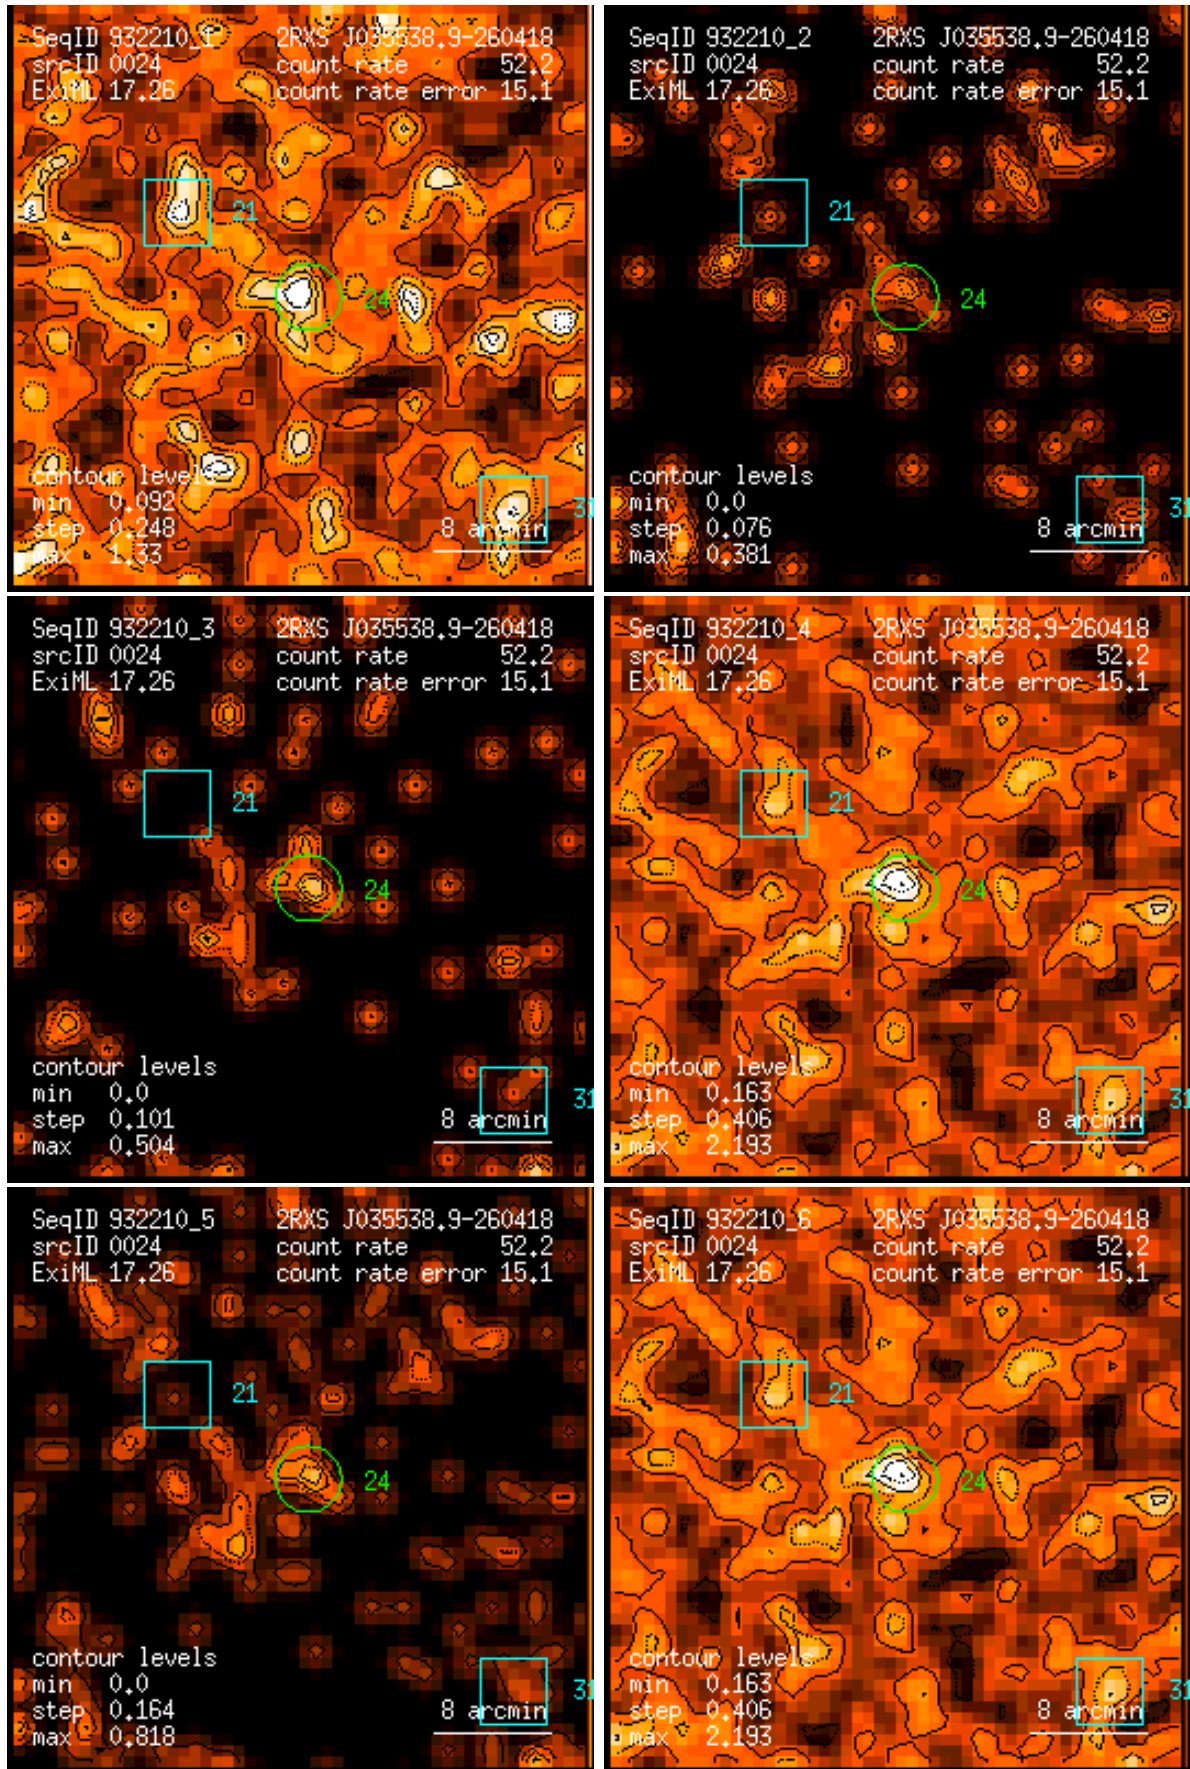 SeqID 932210_1 2RXS J035538.9-260418
srcID 0024 count rate 52.2
ExiML 17.26 count rate error 15.1
21
24
contour levels
min 0.092
step 0.248
max 1.33
8 arcmin
31
SeqID 932210_2 2RXS J035538.9-260418
srcID 0024 count rate 52.2
ExiML 17.26 count rate error 15.1
21
24
contour levels
min 0.0
step 0.076
max 0.381
8 arcmin
31
SeqID 932210_3 2RXS J035538.9-260418
srcID 0024 count rate 52.2
ExiML 17.26 count rate error 15.1
21
24
contour levels
min 0.0
step 0.101
max 0.504
8 arcmin
31
SeqID 932210_4 2RXS J035538.9-260418
srcID 0024 count rate 52.2
ExiML 17.26 count rate error 15.1
21
24
contour levels
min 0.163
step 0.406
max 2.193
8 arcmin
31
SeqID 932210_5 2RXS J035538.9-260418
srcID 0024 count rate 52.2
ExiML 17.26 count rate error 15.1
21
24
contour levels
min 0.0
step 0.164
max 0.818
8 arcmin
31
SeqID 932210_6 2RXS J035538.9-260418
srcID 0024 count rate 52.2
ExiML 17.26 count rate error 15.1
21
24
contour levels
min 0.163
step 0.406
max 2.193
8 arcmin
31